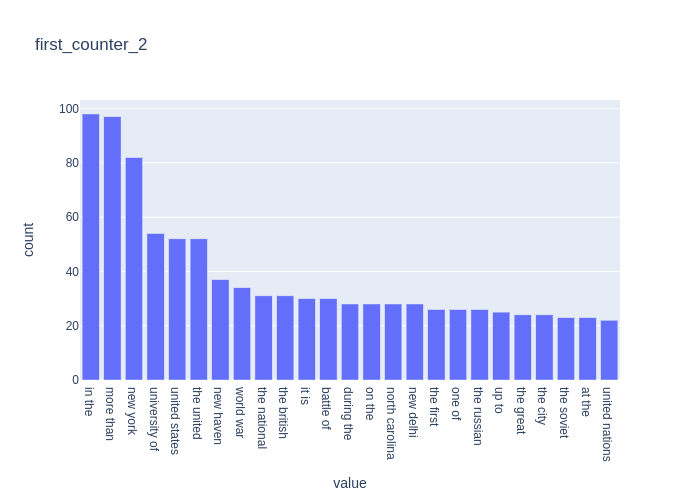 first_counter_2
count
100
80
60
40
20
0
in the
more than
new york
university of
united states
the united
new haven
world war
the national
the british
it is
battle of
during the
on the
north carolina
new delhi
the first
one of
the russian
up to
the great
the city
the soviet
at the
united nations
value